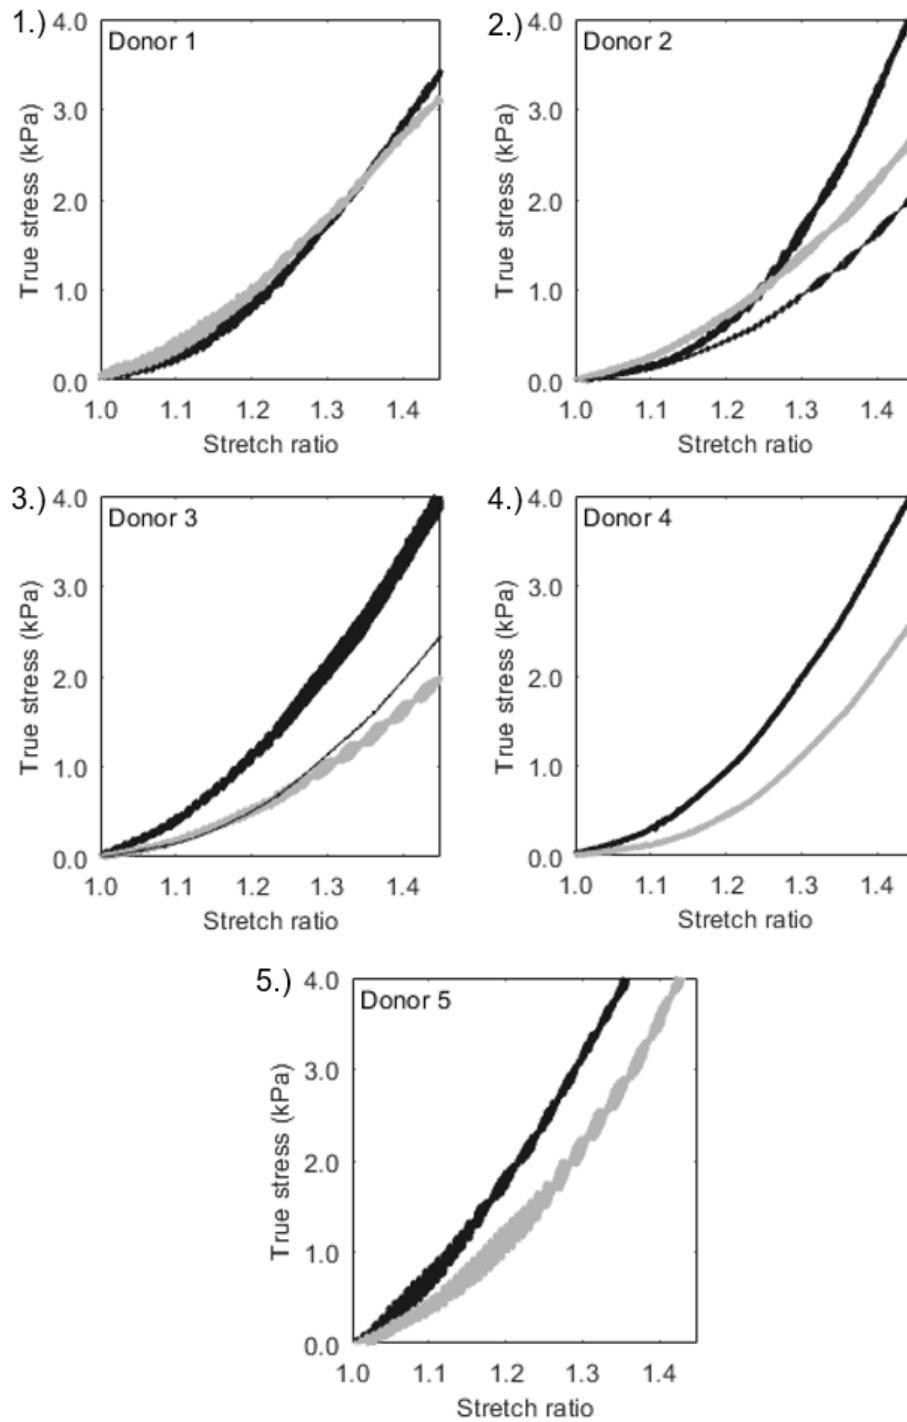 1.)
Donor 1
True stress (kPa)
4.0
3.0
2.0
1.0
0.0
1.0 1.1 1.2 1.3 1.4
Stretch ratio
2.)
Donor 2
True stress (kPa)
4.0
3.0
2.0
1.0
0.0
1.0 1.1 1.2 1.3 1.4
Stretch ratio
3.)
Donor 3
True stress (kPa)
4.0
3.0
2.0
1.0
0.0
1.0 1.1 1.2 1.3 1.4
Stretch ratio
4.)
Donor 4
True stress (kPa)
4.0
3.0
2.0
1.0
0.0
1.0 1.1 1.2 1.3 1.4
Stretch ratio
5.)
Donor 5
True stress (kPa)
4.0
3.0
2.0
1.0
0.0
1.0 1.1 1.2 1.3 1.4
Stretch ratio